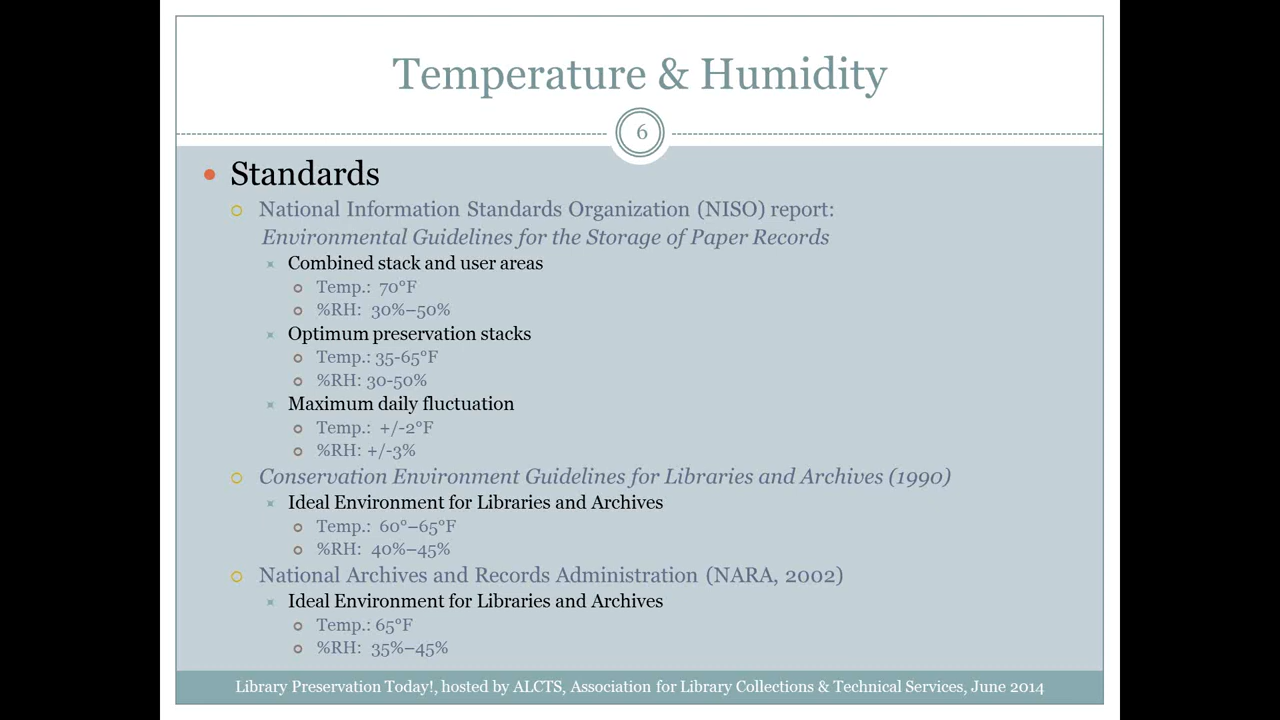 Temperature & Humidity
6
Standards
National Information Standards Organization (NISO) report:
Environmental Guidelines for the Storage of Paper Records
Combined stack and user areas
Temp.: 70°F
%RH: 30%–50%
Optimum preservation stacks
Temp.: 35-65°F
%RH: 30-50%
Maximum daily fluctuation
Temp.: +/-2°F
%RH: +/-3%
Conservation Environment Guidelines for Libraries and Archives (1990)
Ideal Environment for Libraries and Archives
Temp.: 60°–65°F
%RH: 40%–45%
National Archives and Records Administration (NARA, 2002)
Ideal Environment for Libraries and Archives
Temp.: 65°F
%RH: 35%–45%
Library Preservation Today!, hosted by ALCTS, Association for Library Collections & Technical Services, June 2014